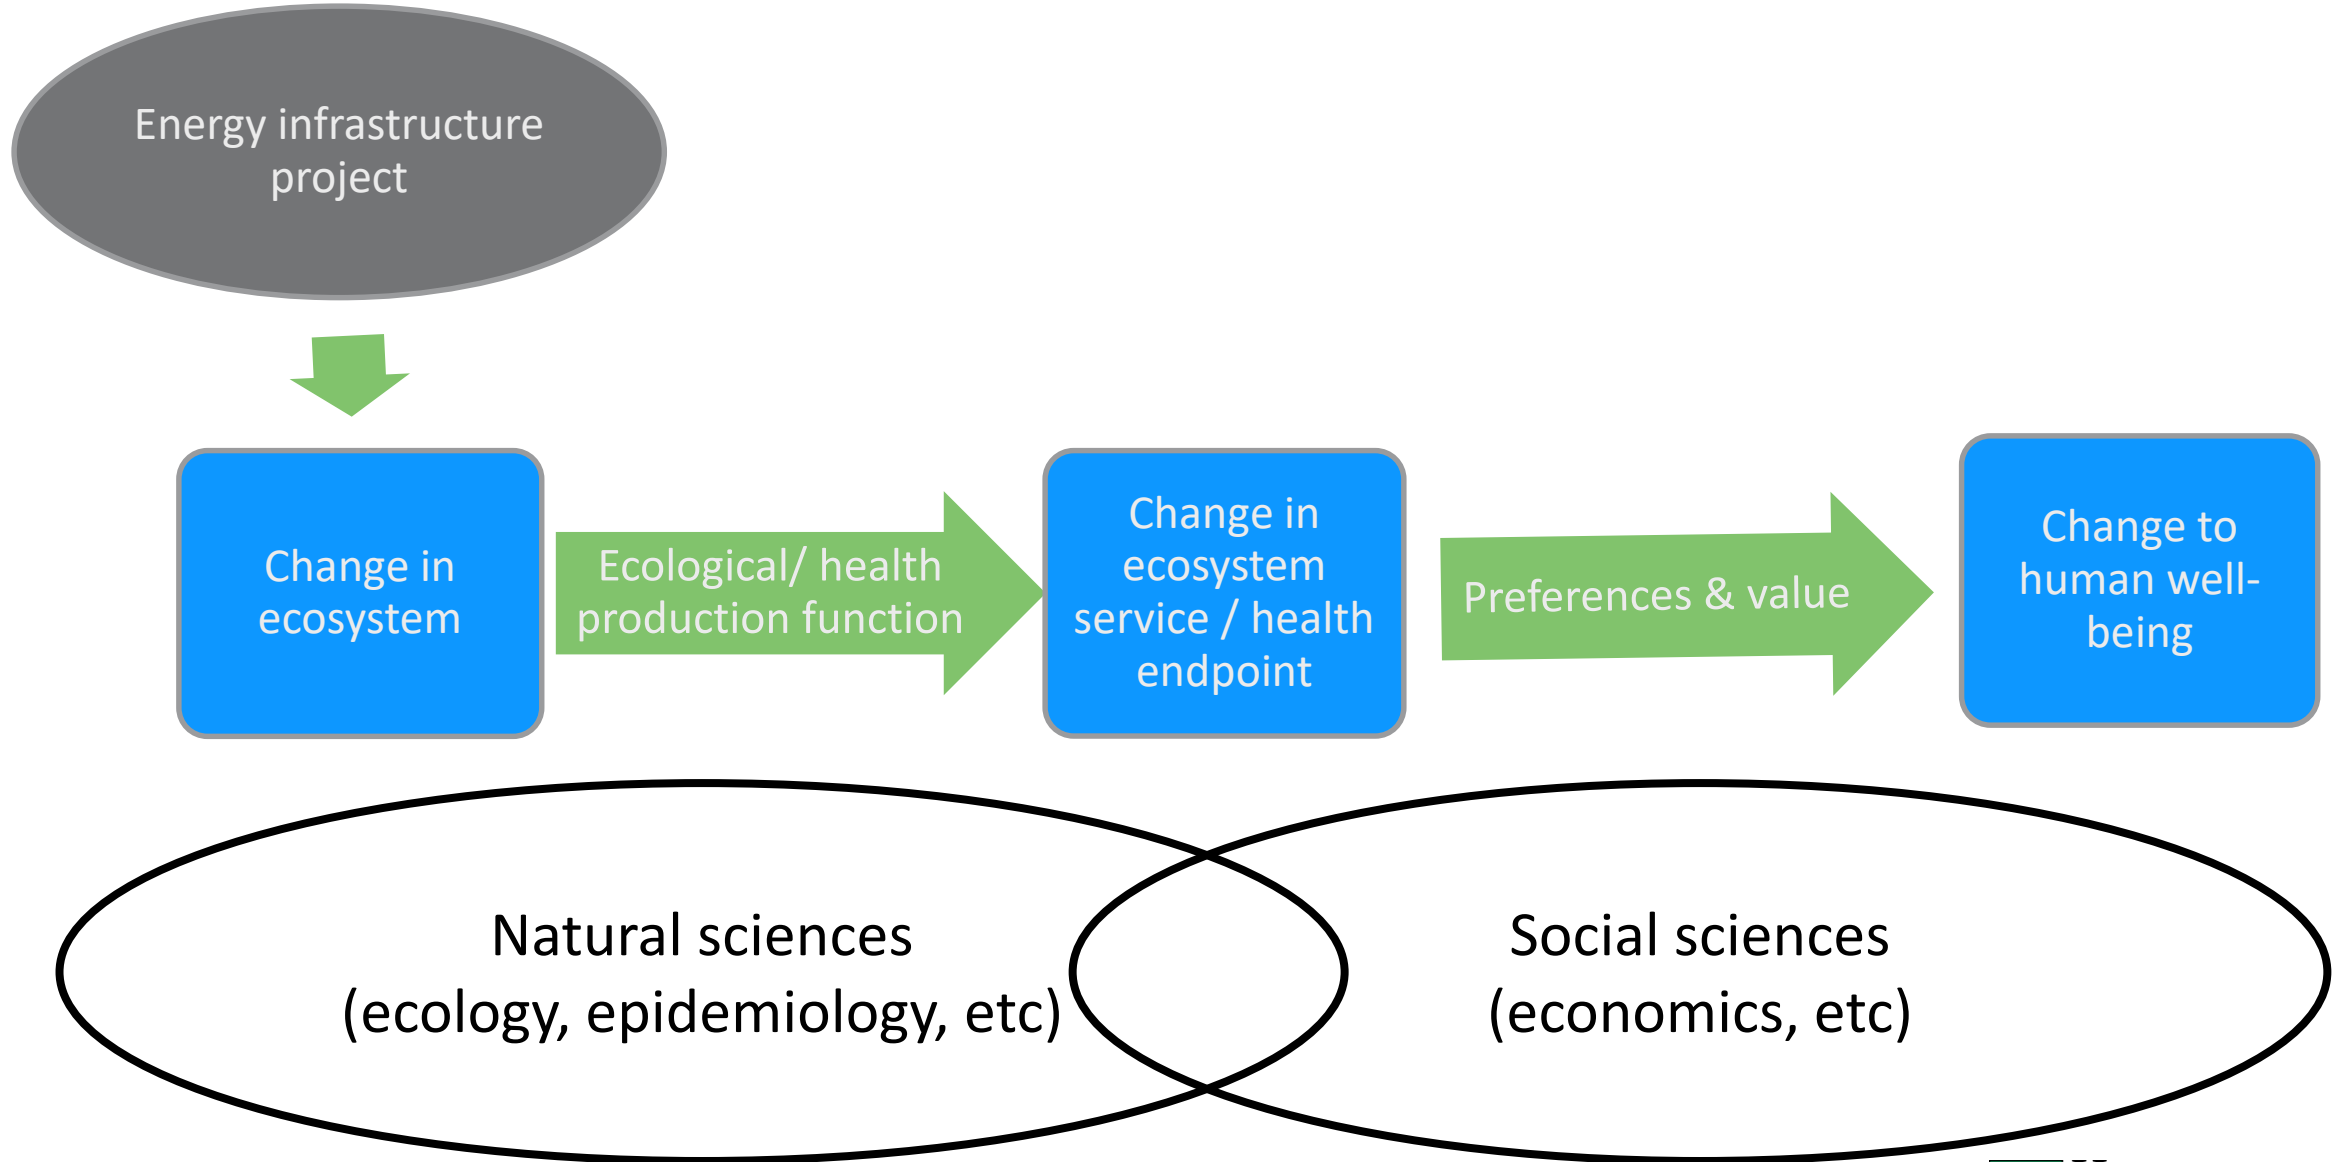 Energy infrastructure
project
Change in
ecosystem
Ecological/ health
production function
Change in
ecosystem
service / health
endpoint
Preferences & value
Change to
human well-
being
Natural sciences
(ecology, epidemiology, etc)
Social sciences
(economics, etc)